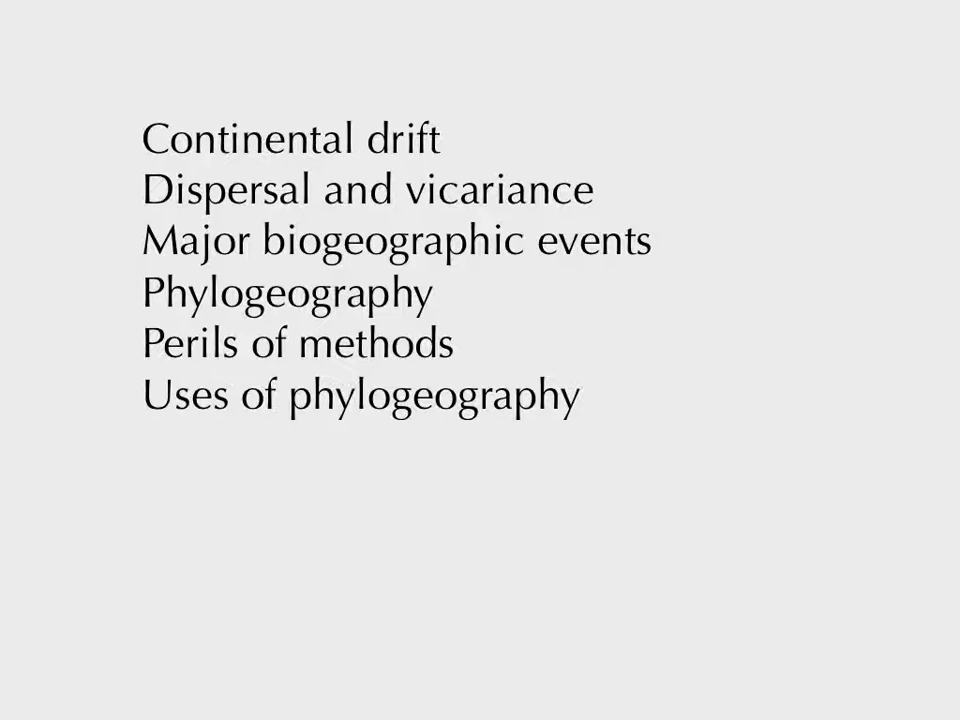 Continental drift
Dispersal and vicariance
Major biogeographic events
Phylogeography
Perils of methods
Uses of phylogeography